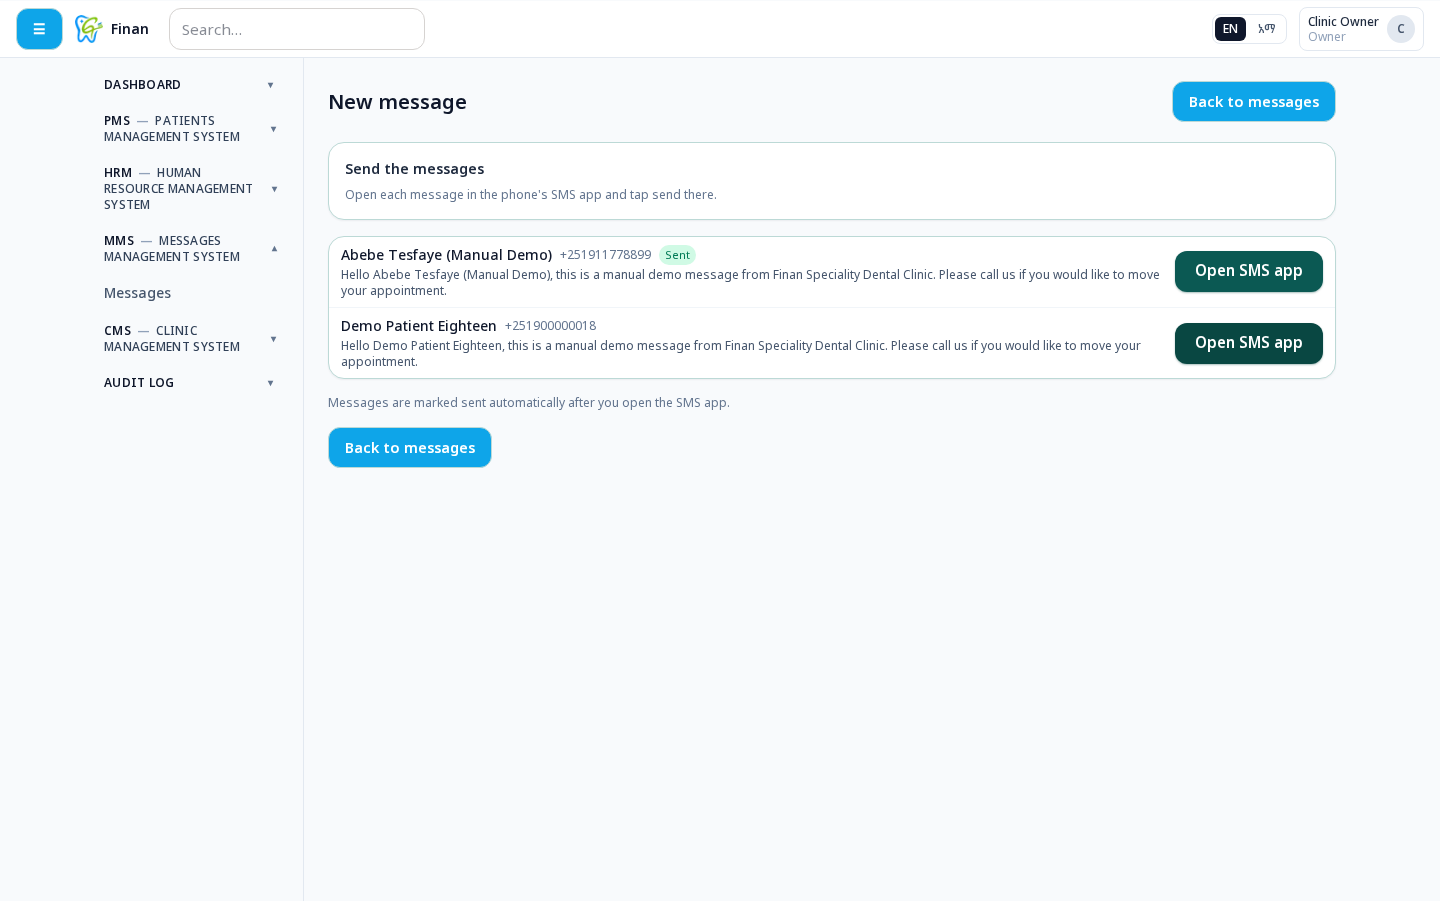 ☰
Finan
Search...
EN
አማ
Clinic Owner
Owner
C
DASHBOARD ▾
PMS — PATIENTS
MANAGEMENT SYSTEM ▾
HRM — HUMAN
RESOURCE MANAGEMENT ▾
SYSTEM
MMS — MESSAGES
MANAGEMENT SYSTEM ▴
Messages
CMS — CLINIC
MANAGEMENT SYSTEM ▾
AUDIT LOG ▾
New message
Back to messages
Send the messages
Open each message in the phone's SMS app and tap send there.
Abebe Tesfaye (Manual Demo) +251911778899 Sent
Hello Abebe Tesfaye (Manual Demo), this is a manual demo message from Finan Speciality Dental Clinic. Please call us if you would like to move
your appointment.
Open SMS app
Demo Patient Eighteen +251900000018
Hello Demo Patient Eighteen, this is a manual demo message from Finan Speciality Dental Clinic. Please call us if you would like to move your
appointment.
Open SMS app
Messages are marked sent automatically after you open the SMS app.
Back to messages